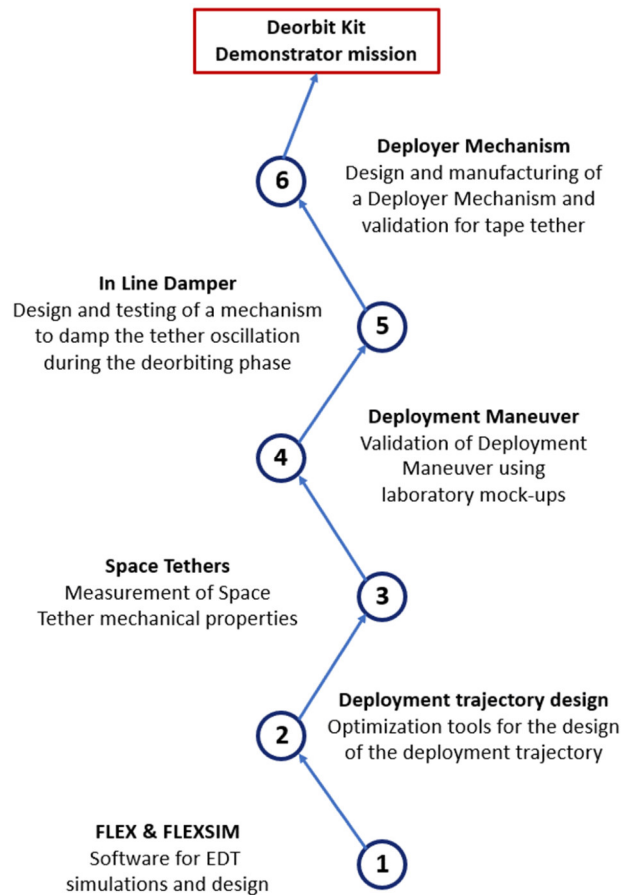 Deorbit Kit
Demonstrator mission
6
Deployer Mechanism
Design and manufacturing of
a Deployer Mechanism and
validation for tape tether
In Line Damper
Design and testing of a mechanism
to damp the tether oscillation
during the deorbiting phase
5
4
Deployment Maneuver
Validation of Deployment
Maneuver using
laboratory mock-ups
Space Tethers
Measurement of Space
Tether mechanical properties
3
2
Deployment trajectory design
Optimization tools for the design
of the deployment trajectory
FLEX & FLEXSIM
Software for EDT
simulations and design
1